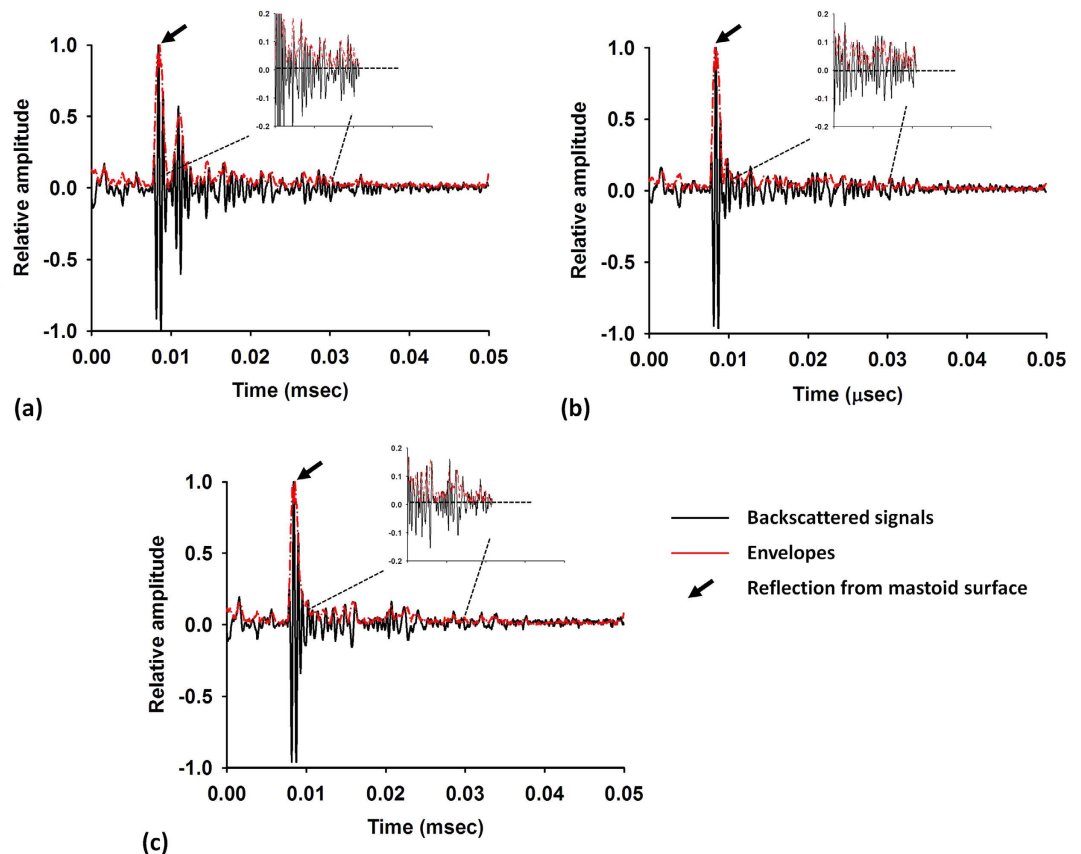 1.0
0.5
0.0
-0.5
-1.0
Relative amplitude
0.2
0.1
0.0
-0.1
-0.2
0.00 0.01 0.02 0.03 0.04 0.05
Time (msec)
(a)
1.0
0.5
0.0
-0.5
-1.0
Relative amplitude
0.2
0.1
0.0
-0.1
-0.2
0.00 0.01 0.02 0.03 0.04 0.05
Time (μsec)
(b)
1.0
0.5
0.0
-0.5
-1.0
Relative amplitude
0.2
0.1
0.0
-0.1
-0.2
0.00 0.01 0.02 0.03 0.04 0.05
Time (msec)
(c)
Backscattered signals
Envelopes
Reflection from mastoid surface